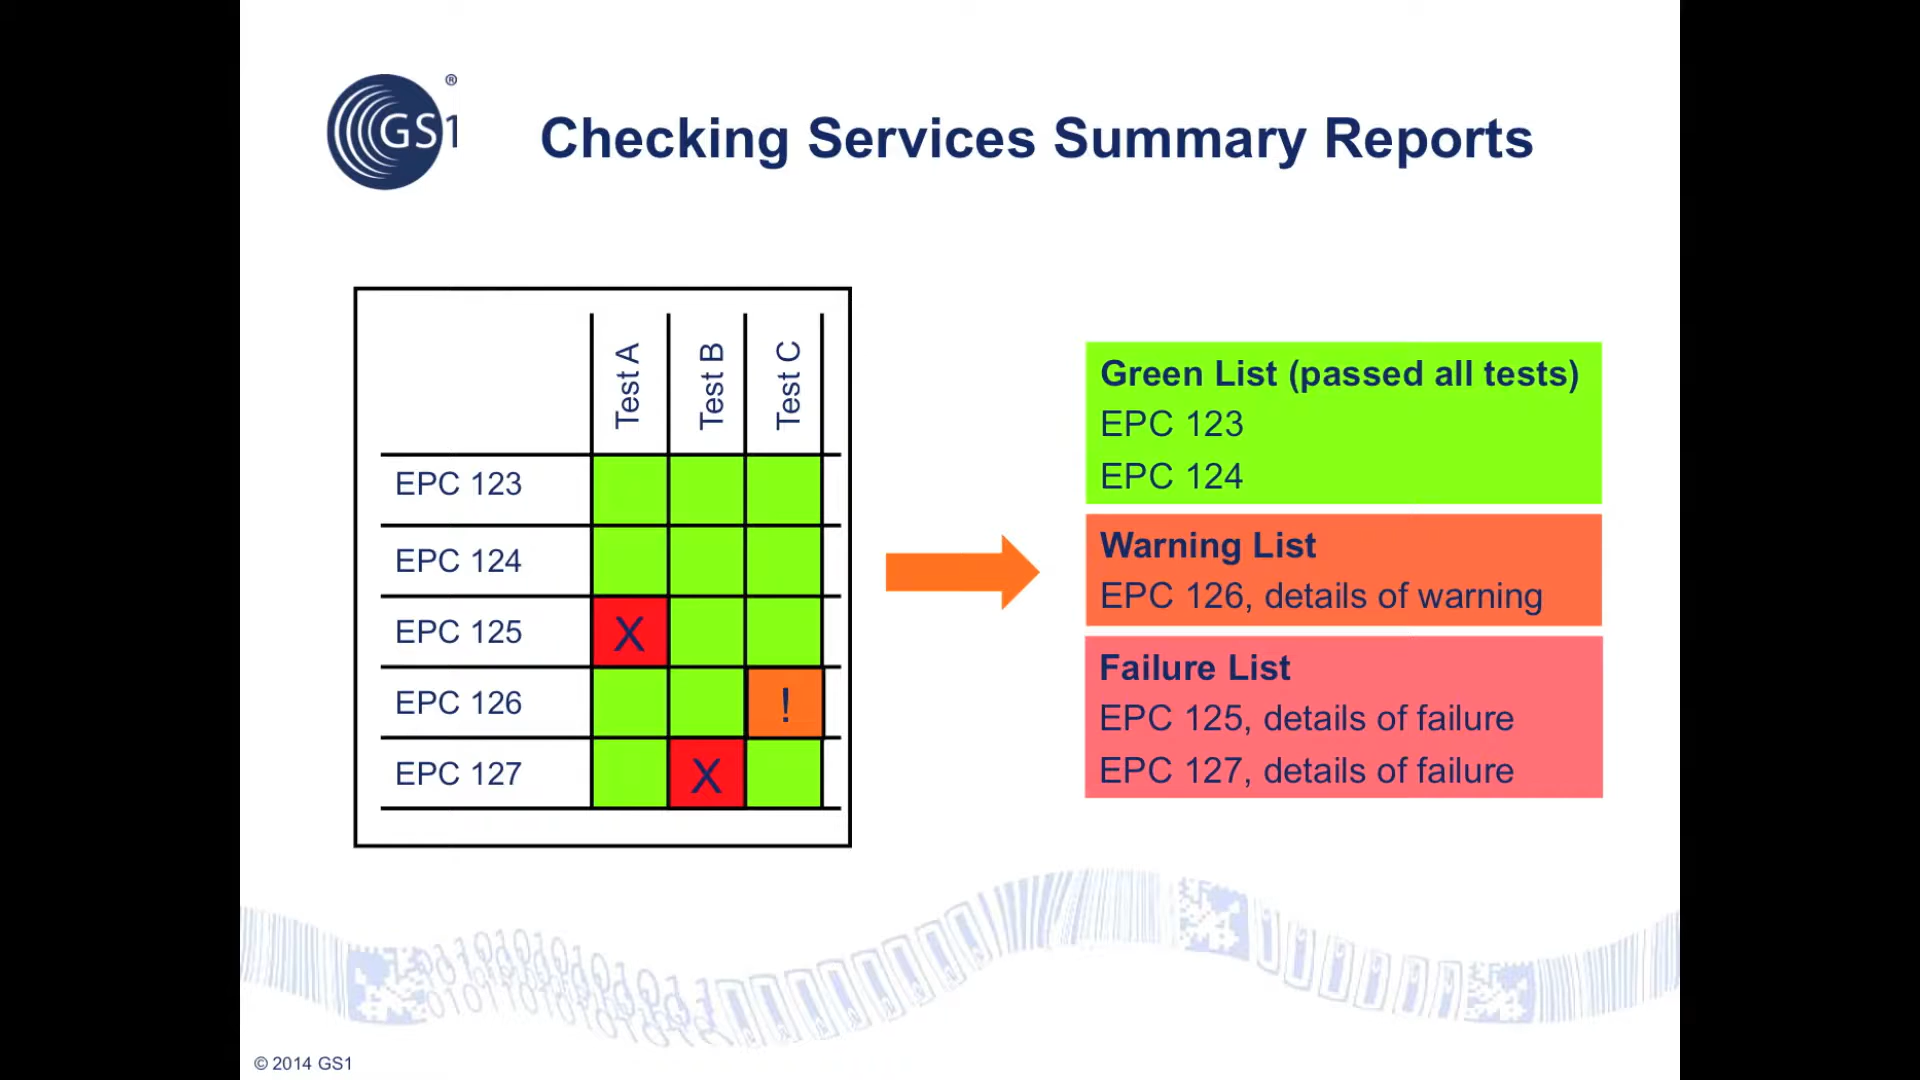 GS1
®
Checking Services Summary Reports
Test A
Test B
Test C
EPC 123
EPC 124
EPC 125
X
EPC 126
!
EPC 127
X
Green List (passed all tests)
EPC 123
EPC 124
Warning List
EPC 126, details of warning
Failure List
EPC 125, details of failure
EPC 127, details of failure
© 2014 GS1